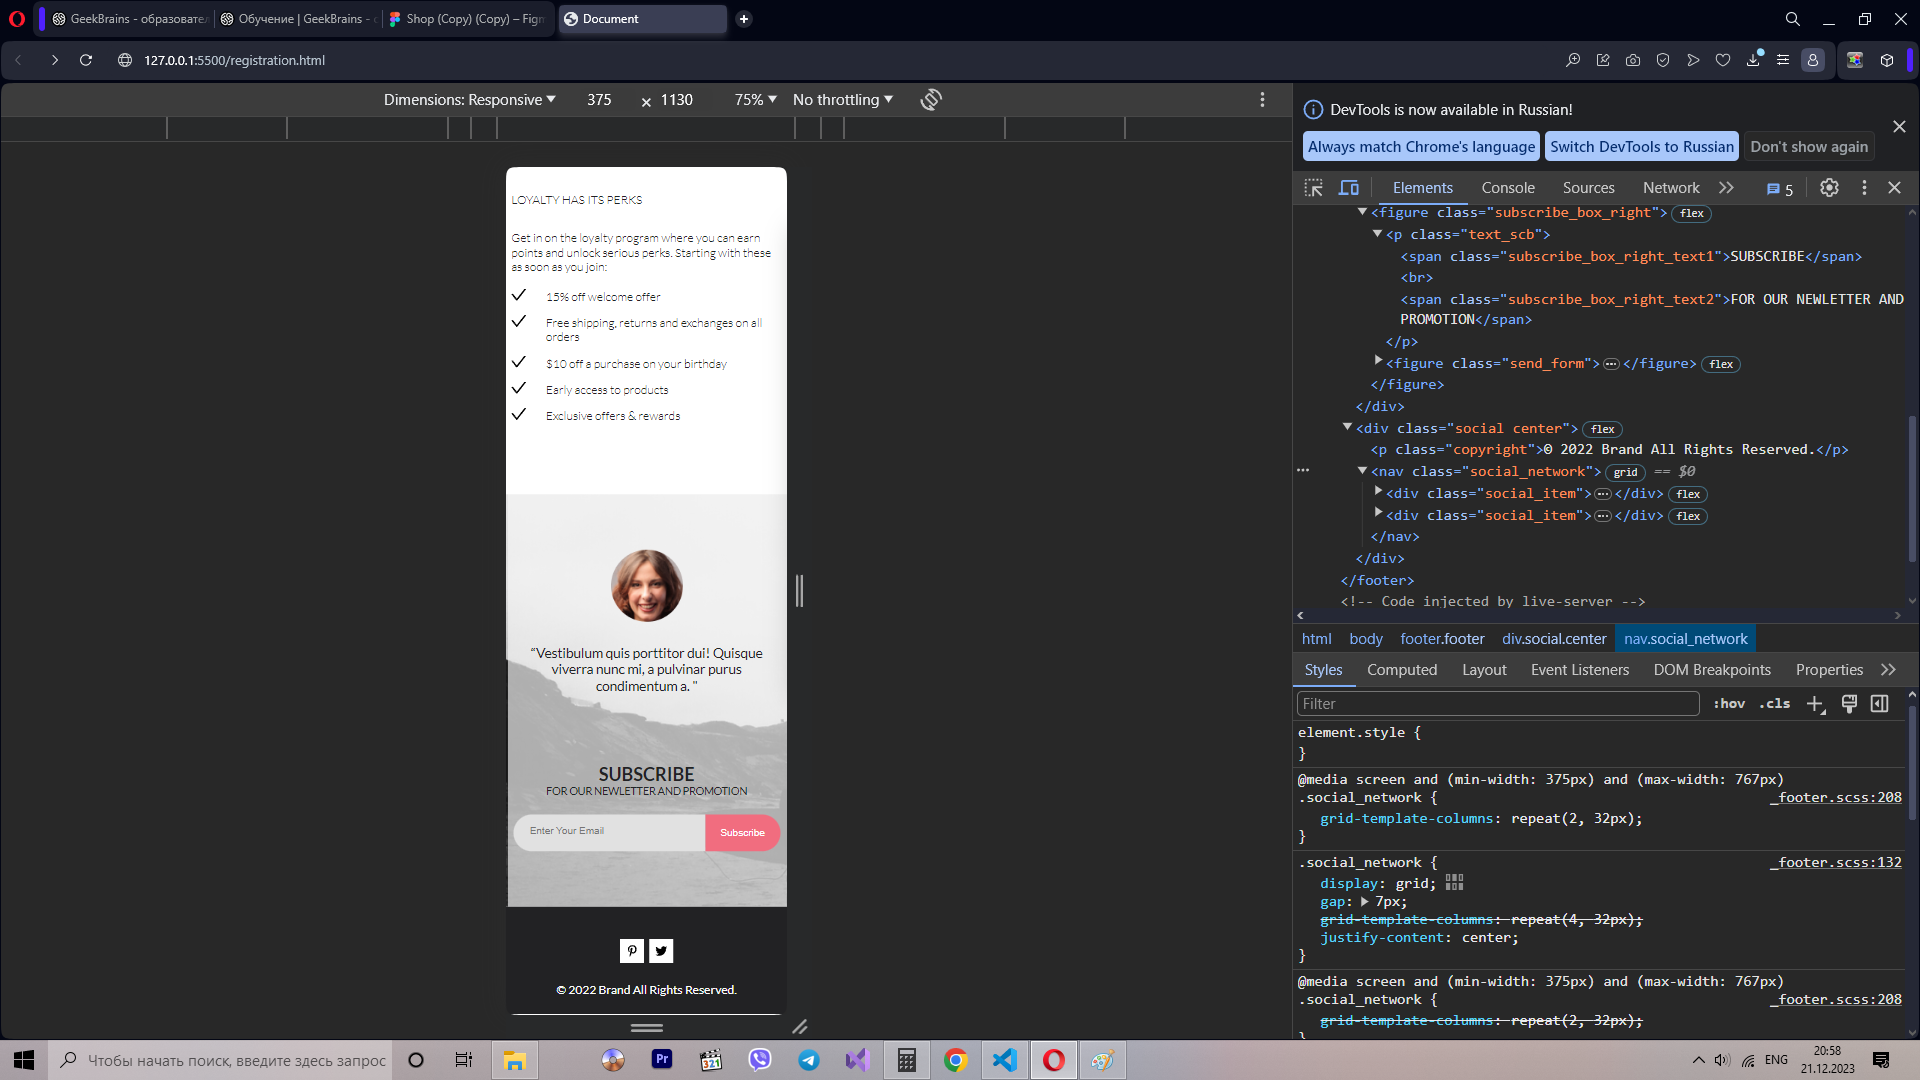 GeekBrains - образовател
Обучение | GeekBrains - о
Shop (Copy) (Copy) – Figm
Document
127.0.0.1:5500/registration.html
Dimensions: Responsive
375
×
1130
75%
No throttling
DevTools is now available in Russian!
Always match Chrome's language
Switch DevTools to Russian
Don't show again
Elements
Console
Sources
Network
5
LOYALTY HAS ITS PERKS
Get in on the loyalty program where you can earn
points and unlock serious perks. Starting with these
as soon as you join:
15% off welcome offer
Free shipping, returns and exchanges on all
orders
$10 off a purchase on your birthday
Early access to products
Exclusive offers & rewards
“Vestibulum quis porttitor dui! Quisque
viverra nunc mi, a pulvinar purus
condimentum a. "
SUBSCRIBE
FOR OUR NEWLETTER AND PROMOTION
Enter Your Email
Subscribe
© 2022 Brand All Rights Reserved.
<figure class="subscribe_box_right"> flex
<p class="text_scb">
<span class="subscribe_box_right_text1">SUBSCRIBE</span>
<br>
<span class="subscribe_box_right_text2">FOR OUR NEWLETTER AND
PROMOTION</span>
</p>
<figure class="send_form">…</figure> flex
</figure>
</div>
<div class="social center"> flex
<p class="copyright">© 2022 Brand All Rights Reserved.</p>
<nav class="social_network"> grid == $0
<div class="social_item">…</div> flex
<div class="social_item">…</div> flex
</nav>
</div>
</footer>
<!-- Code injected by live-server -->
html
body
footer.footer
div.social.center
nav.social_network
Styles
Computed
Layout
Event Listeners
DOM Breakpoints
Properties
Filter
:hov
.cls
element.style {
}
@media screen and (min-width: 375px) and (max-width: 767px)
.social_network {
_footer.scss:208
grid-template-columns: repeat(2, 32px);
}
.social_network {
_footer.scss:132
display: grid;
gap: 7px;
grid-template-columns: repeat(4, 32px);
justify-content: center;
}
@media screen and (min-width: 375px) and (max-width: 767px)
.social_network {
_footer.scss:208
grid-template-columns: repeat(2, 32px);
Чтобы начать поиск, введите здесь запрос
Pr
321
ENG
20:58
21.12.2023